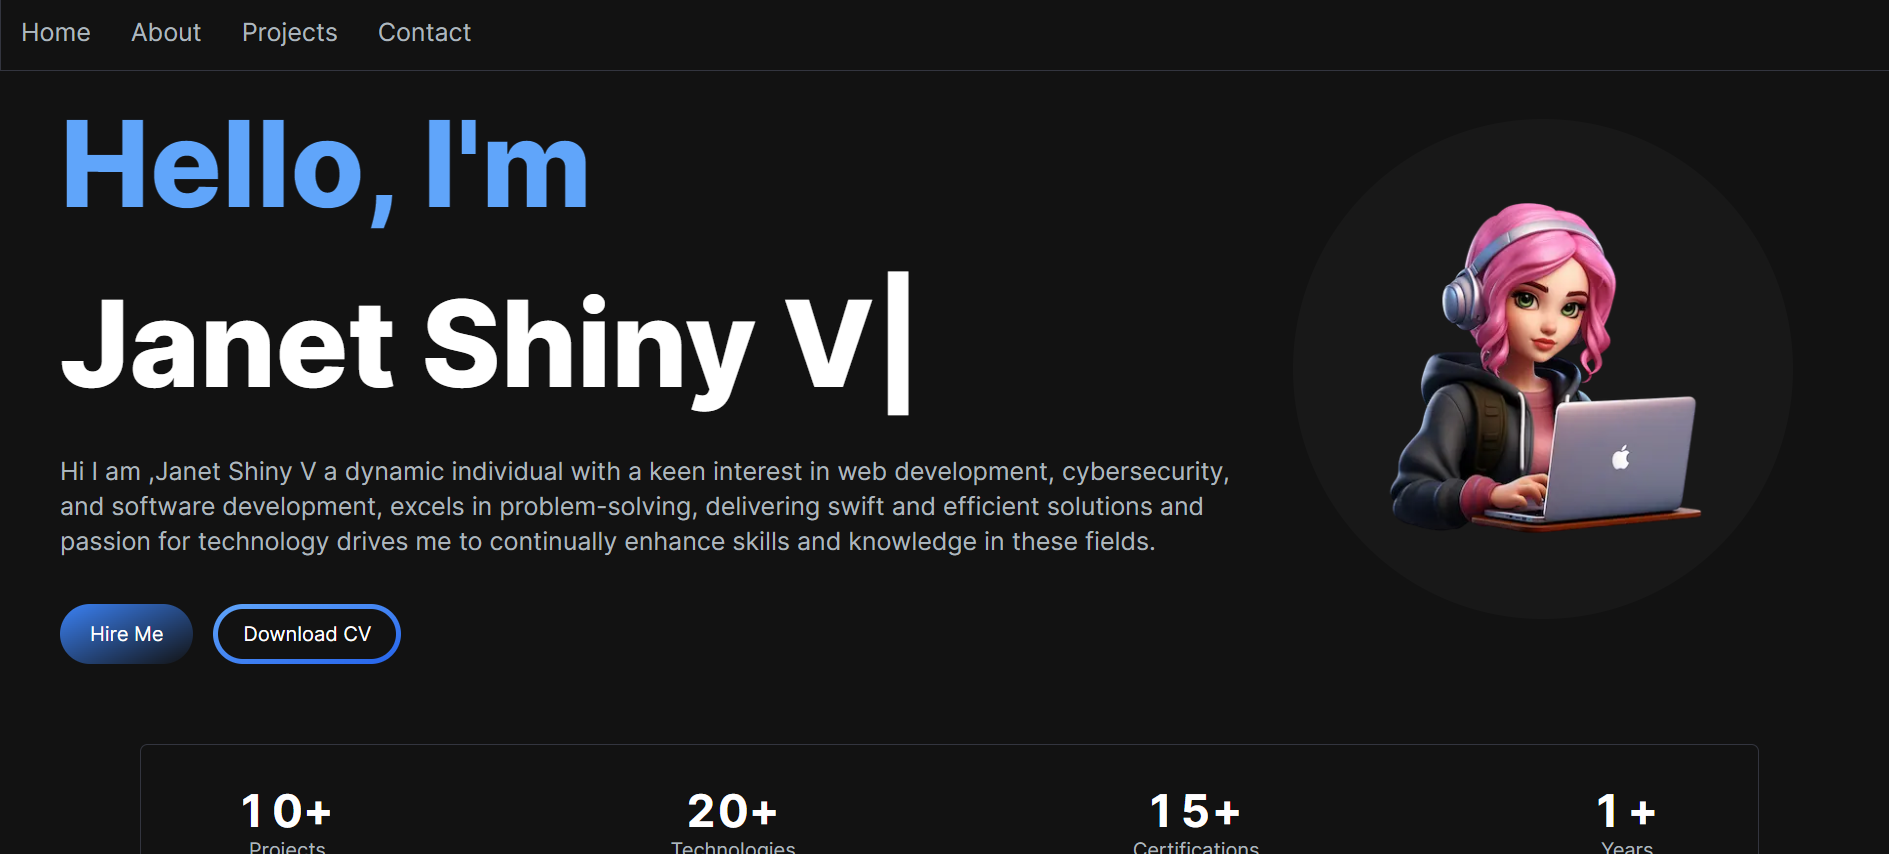 Home About Projects Contact
Hello, I'm
Janet Shiny V
Hi I am ,Janet Shiny V a dynamic individual with a keen interest in web development, cybersecurity,
and software development, excels in problem-solving, delivering swift and efficient solutions and
passion for technology drives me to continually enhance skills and knowledge in these fields.
Hire Me Download CV
10+ 20+ 15+ 1+
Projects Technologies Certifications Years